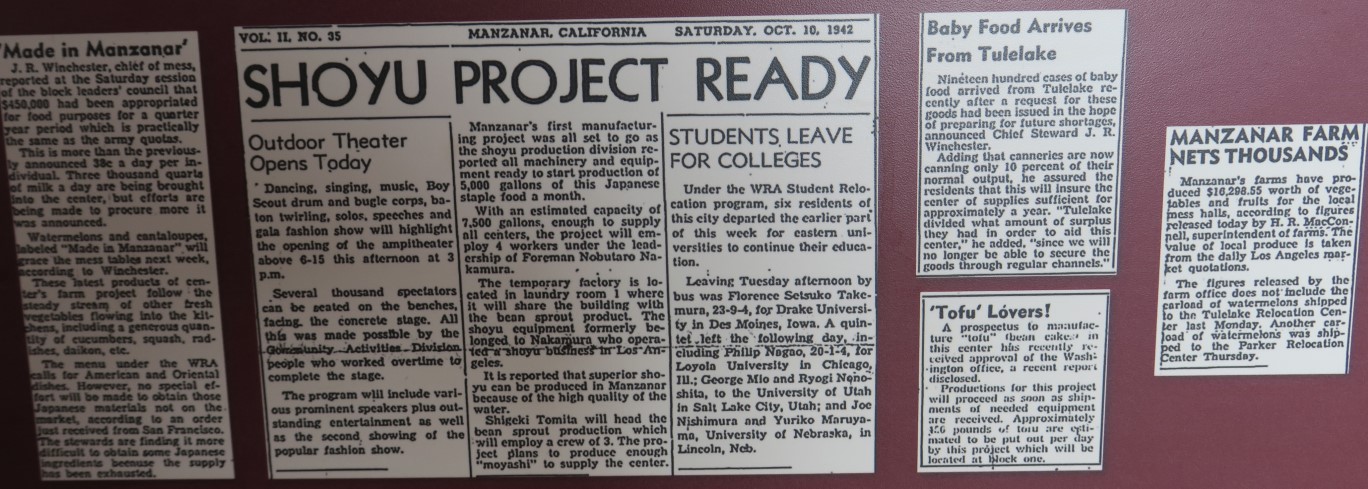 'Made in Manzanar'
J. R. Winchester, chief of mess,
reported at the Saturday session
of the block leaders' council that
$450,000 had been appropriated
for food purposes for a quarter
year period which is practically
the same as the army quotas.
This is more than the previous-
ly announced 38c a day per in-
dividual. Three thousand quarts
of milk a day are being brought
into the center, but efforts are
being made to procure more it
was announced.
Watermelons and cantaloupes,
labeled "Made in Manzanar" will
grace the mess tables next week,
according to Winchester.
These latest products of cen-
ter's farm project follow the
steady stream of other fresh
vegetables flowing into the kit-
chens, including a generous quan-
tity of cucumbers, squash, rad-
ishes, daikon, etc.
The menu under the WRA
calls for American and Oriental
dishes. However, no special ef-
fort will be made to obtain those
Japanese materials not on the
market, according to an order
just received from San Francisco.
The stewards are finding it more
difficult to obtain some Japanese
ingredients because the supply
has been exhausted.
VOL. II, NO. 35 MANZANAR, CALIFORNIA SATURDAY, OCT. 10, 1942
SHOYU PROJECT READY
Outdoor Theater
Opens Today
Dancing, singing, music, Boy
Scout drum and bugle corps, ba-
ton twirling, solos, speeches and
gala fashion show will highlight
the opening of the ampitheater
above 6-15 this afternoon at 3
p.m.
Several thousand spectators
can be seated on the benches,
facing the concrete stage. All
this was made possible by the
Community Activities Division
people who worked overtime to
complete the stage.
The program will include vari-
ous prominent speakers plus out-
standing entertainment as well
as the second showing of the
popular fashion show.
Manzanar's first manufactur-
ing project was all set to go as
the shoyu production division re-
ported all machinery and equip-
ment ready to start production of
5,000 gallons of this Japanese
staple food a month.
With an estimated capacity of
7,500 gallons, enough to supply
all centers, the project will em-
ploy 4 workers under the lead-
ership of Foreman Nobutaro Na-
kamura.
The temporary factory is lo-
cated in laundry room 1 where
it will share the building with
the bean sprout product. The
shoyu equipment formerly be-
longed to Nakamura who opera-
ted a shoyu business in Los An-
geles.
It is reported that superior sho-
yu can be produced in Manzanar
because of the high quality of the
water.
Shigeki Tomita will head the
bean sprout production which
will employ a crew of 3. The pro-
ject plans to produce enough
"moyashi" to supply the center.
STUDENTS LEAVE
FOR COLLEGES
Under the WRA Student Relo-
cation program, six residents of
this city departed the earlier part
of this week for eastern uni-
versities to continue their educa-
tion.
Leaving Tuesday afternoon by
bus was Florence Setsuko Take-
mura, 23-9-4, for Drake Universi-
ty in Des Moines, Iowa. A quin-
tet left the following day, in-
cluding Philip Nagao, 20-1-4, for
Loyola University in Chicago,
Ill.; George Mio and Ryogi Nono-
shita, to the University of Utah
in Salt Lake City, Utah; and Joe
Nishimura and Yuriko Maruya-
ma, University of Nebraska, in
Lincoln, Neb.
Baby Food Arrives
From Tulelake
Nineteen hundred cases of baby
food arrived from Tulelake re-
cently after a request for these
goods had been issued in the hope
of preparing for future shortages,
announced Chief Steward J. R.
Winchester.
Adding that canneries are now
canning only 10 percent of their
normal output, he assured the
residents that this will insure the
center of supplies sufficient for
approximately a year. "Tulelake
divided what amount of surplus
they had in order to aid this
center," he added, "since we will
no longer be able to secure the
goods through regular channels."
'Tofu' Lovers!
A prospectus to manufac-
ture "tofu" (bean cake) in
this center has recently re-
ceived approval of the Wash-
ington office, a recent report
disclosed.
Productions for this project
will proceed as soon as ship-
ments of needed equipment
are received. Approximately
pounds of tofu are esti-
mated to be put out per day
by this project which will be
located at block one.
MANZANAR FARM
NETS THOUSANDS
Manzanar's farms have pro-
duced $16,298.55 worth of vege-
tables and fruits for the local
mess halls, according to figures
released today by H. R. MacCon-
nell, superintendent of farms. The
value of local produce is taken
from the daily Los Angeles mar-
ket quotations.
The figures released by the
farm office does not include the
carload of watermelons shipped
to the Tulelake Relocation Cen-
ter last Monday. Another car-
load of watermelons was ship-
ped to the Parker Relocation
Center Thursday.